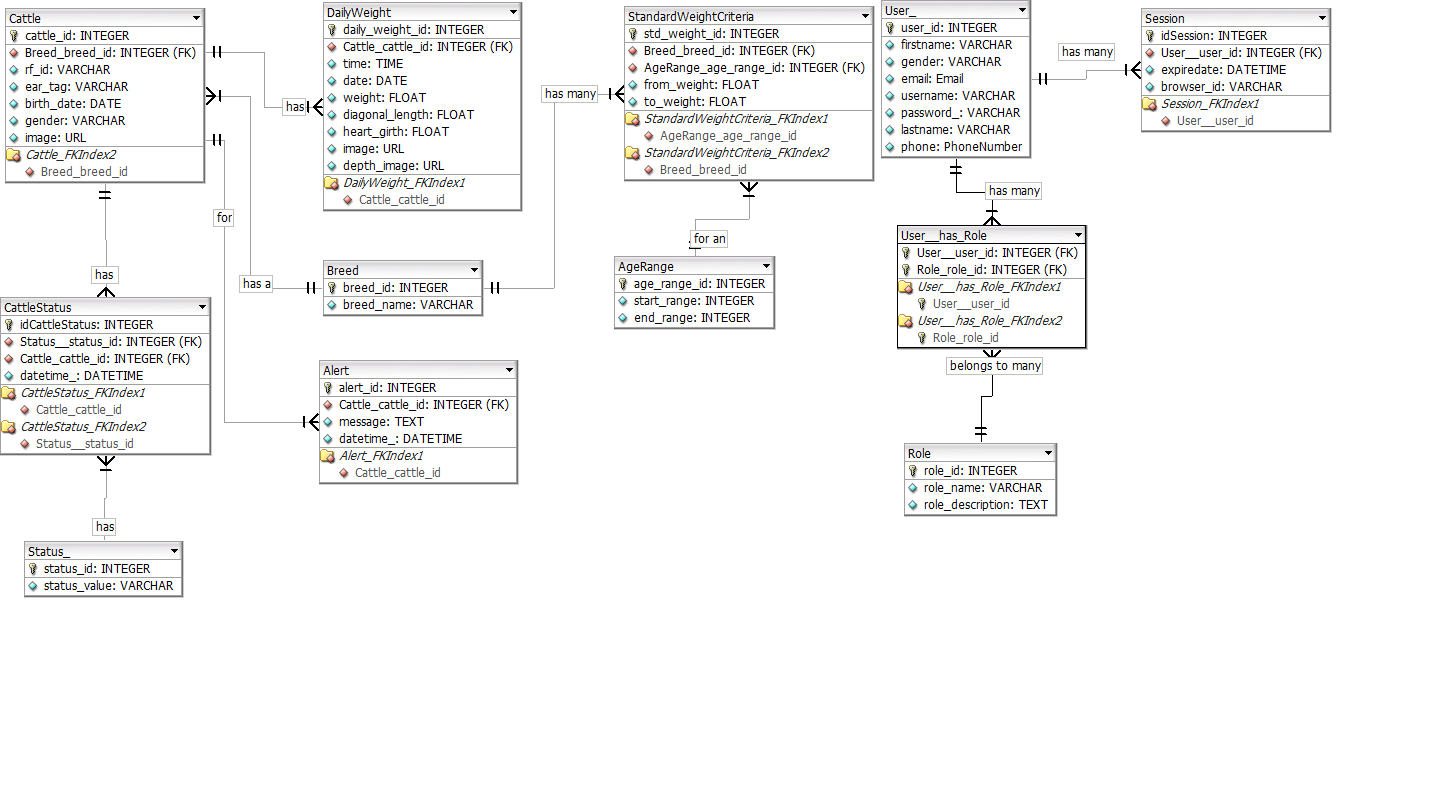 Cattle
cattle_id: INTEGER
Breed_breed_id: INTEGER (FK)
rf_id: VARCHAR
ear_tag: VARCHAR
birth_date: DATE
gender: VARCHAR
image: URL
Cattle_FKIndex2
Breed_breed_id
DailyWeight
daily_weight_id: INTEGER
Cattle_cattle_id: INTEGER (FK)
time: TIME
date: DATE
weight: FLOAT
diagonal_length: FLOAT
heart_girth: FLOAT
image: URL
depth_image: URL
DailyWeight_FKIndex1
Cattle_cattle_id
StandardWeightCriteria
std_weight_id: INTEGER
Breed_breed_id: INTEGER (FK)
AgeRange_age_range_id: INTEGER (FK)
from_weight: FLOAT
to_weight: FLOAT
StandardWeightCriteria_FKIndex1
AgeRange_age_range_id
StandardWeightCriteria_FKIndex2
Breed_breed_id
User_
user_id: INTEGER
firstname: VARCHAR
gender: VARCHAR
email: Email
username: VARCHAR
password_: VARCHAR
lastname: VARCHAR
phone: PhoneNumber
Session
idSession: INTEGER
User__user_id: INTEGER (FK)
expiredate: DATETIME
browser_id: VARCHAR
Session_FKIndex1
User__user_id
has many
has
has many
has many
for
for an
has
has a
User__has_Role
User__user_id: INTEGER (FK)
Role_role_id: INTEGER (FK)
User__has_Role_FKIndex1
User__user_id
User__has_Role_FKIndex2
Role_role_id
Breed
breed_id: INTEGER
breed_name: VARCHAR
AgeRange
age_range_id: INTEGER
start_range: INTEGER
end_range: INTEGER
CattleStatus
idCattleStatus: INTEGER
Status__status_id: INTEGER (FK)
Cattle_cattle_id: INTEGER (FK)
datetime_: DATETIME
CattleStatus_FKIndex1
Cattle_cattle_id
CattleStatus_FKIndex2
Status__status_id
Alert
alert_id: INTEGER
Cattle_cattle_id: INTEGER (FK)
message: TEXT
datetime_: DATETIME
Alert_FKIndex1
Cattle_cattle_id
belongs to many
Role
role_id: INTEGER
role_name: VARCHAR
role_description: TEXT
has
Status_
status_id: INTEGER
status_value: VARCHAR